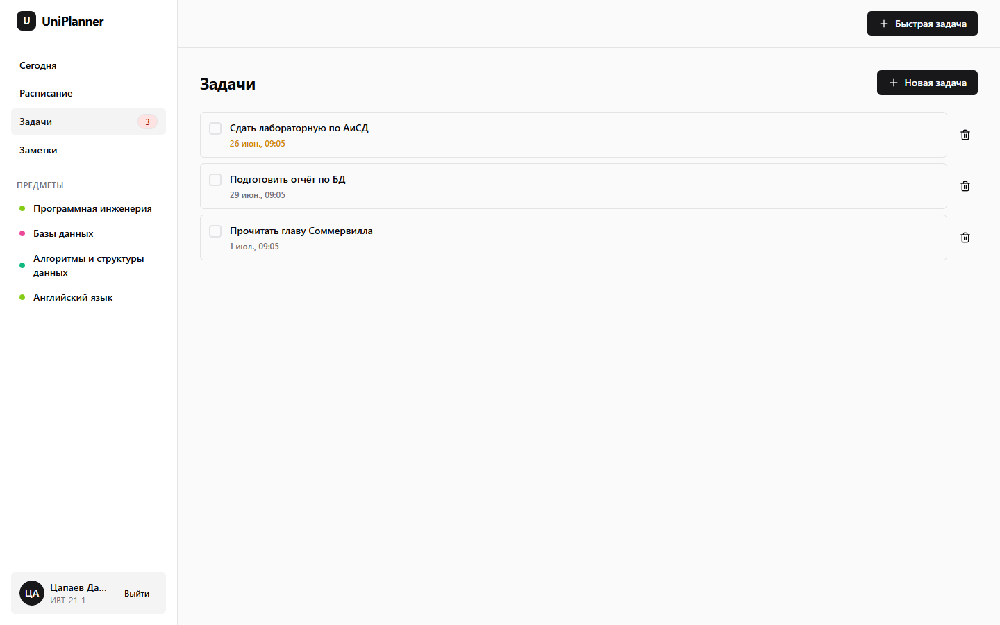 U UniPlanner
Сегодня
Расписание
Задачи 3
Заметки
ПРЕДМЕТЫ
Программная инженерия
Базы данных
Алгоритмы и структуры
данных
Английский язык
ЦА Цапаев Да...
ИВТ-21-1
Выйти
Быстрая задача
Задачи
Новая задача
Сдать лабораторную по АиСД
26 июн., 09:05
Подготовить отчёт по БД
29 июн., 09:05
Прочитать главу Соммервилла
1 июл., 09:05